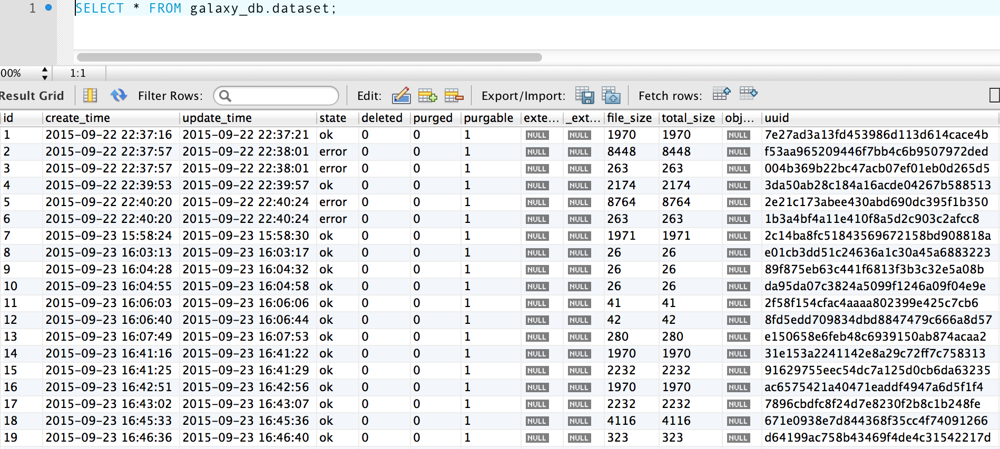 1 SELECT * FROM galaxy_db.dataset;
00% 1:1
Result Grid Filter Rows: Edit: Export/Import: Fetch rows:
id create_time update_time state deleted purged purgable exte... _ext... file_size total_size obj... uuid
1 2015-09-22 22:37:16 2015-09-22 22:37:21 ok 0 0 1 NULL NULL 1970 1970 NULL 7e27ad3a13fd453986d113d614cace4b
2 2015-09-22 22:37:57 2015-09-22 22:38:01 error 0 0 1 NULL NULL 8448 8448 NULL f53aa965209446f7bb4c6b9507972ded
3 2015-09-22 22:37:57 2015-09-22 22:38:01 error 0 0 1 NULL NULL 263 263 NULL 004b369b22bc47acb07ef01eb0d265d5
4 2015-09-22 22:39:53 2015-09-22 22:39:57 ok 0 0 1 NULL NULL 2174 2174 NULL 3da50ab28c184a16acde04267b588513
5 2015-09-22 22:40:20 2015-09-22 22:40:24 error 0 0 1 NULL NULL 8764 8764 NULL 2e21c173abee430abd690dc395f1b350
6 2015-09-22 22:40:20 2015-09-22 22:40:24 error 0 0 1 NULL NULL 263 263 NULL 1b3a4bf4a11e410f8a5d2c903c2afcc8
7 2015-09-23 15:58:24 2015-09-23 15:58:30 ok 0 0 1 NULL NULL 1971 1971 NULL 2c14ba8fc51843569672158bd908818a
8 2015-09-23 16:03:13 2015-09-23 16:03:17 ok 0 0 1 NULL NULL 26 26 NULL e01cb3dd51c24636a1c30a45a6883223
9 2015-09-23 16:04:28 2015-09-23 16:04:32 ok 0 0 1 NULL NULL 26 26 NULL 89f875eb63c441f6813f3b3c32e5a08b
10 2015-09-23 16:04:55 2015-09-23 16:04:58 ok 0 0 1 NULL NULL 26 26 NULL da95da07c3824a5099f1246a09f04e9e
11 2015-09-23 16:06:03 2015-09-23 16:06:06 ok 0 0 1 NULL NULL 41 41 NULL 2f58f154cfac4aaaa802399e425c7cb6
12 2015-09-23 16:06:40 2015-09-23 16:06:44 ok 0 0 1 NULL NULL 42 42 NULL 8fd5edd709834dbd8847479c666a8d57
13 2015-09-23 16:07:49 2015-09-23 16:07:53 ok 0 0 1 NULL NULL 280 280 NULL e150658e6feb48c6939150ab874acaa2
14 2015-09-23 16:41:16 2015-09-23 16:41:22 ok 0 0 1 NULL NULL 1970 1970 NULL 31e153a2241142e8a29c72ff7c758313
15 2015-09-23 16:41:25 2015-09-23 16:41:29 ok 0 0 1 NULL NULL 2232 2232 NULL 91629755eec54dc7a125d0cb6da63235
16 2015-09-23 16:42:51 2015-09-23 16:42:56 ok 0 0 1 NULL NULL 1970 1970 NULL ac6575421a40471eaddf4947a6d5f1f4
17 2015-09-23 16:43:02 2015-09-23 16:43:07 ok 0 0 1 NULL NULL 2232 2232 NULL 7896cbdfc8f24d7e8230f2b8c1b248fe
18 2015-09-23 16:45:33 2015-09-23 16:45:36 ok 0 0 1 NULL NULL 4116 4116 NULL 671e0938e7d844368f35cc4f74091266
19 2015-09-23 16:46:36 2015-09-23 16:46:40 ok 0 0 1 NULL NULL 323 323 NULL d64199ac758b43469f4de4c31542217d